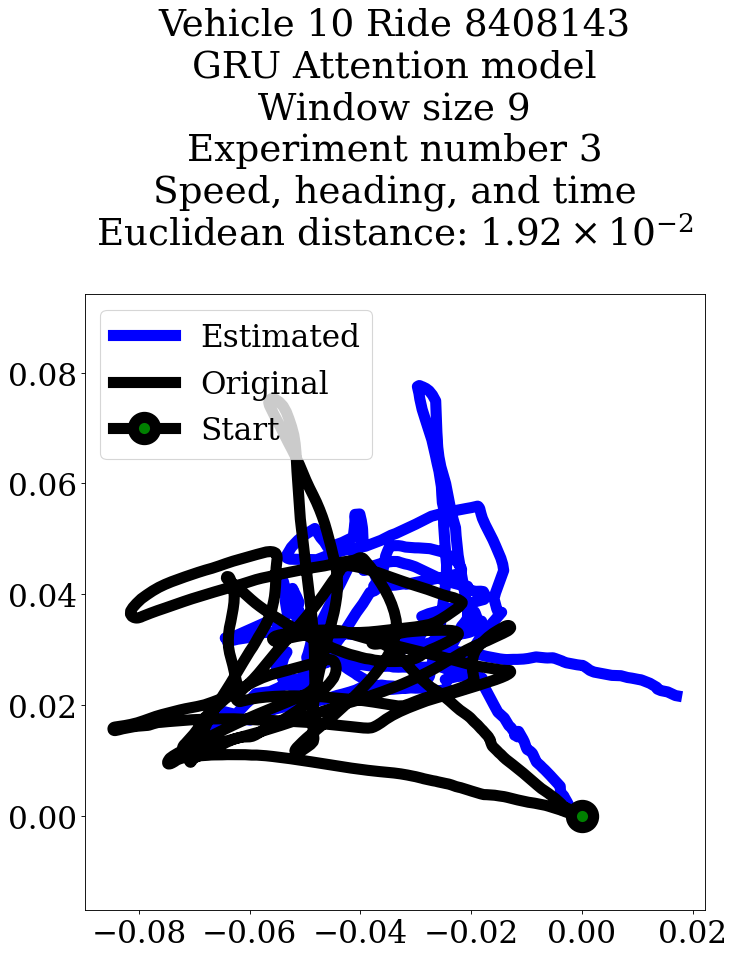 Vehicle 10 Ride 8408143
GRU Attention model
Window size 9
Experiment number 3
Speed, heading, and time
Euclidean distance: 1.92 × 10⁻²
Estimated
Original
Start
0.08
0.06
0.04
0.02
0.00
−0.08 −0.06 −0.04 −0.02 0.00 0.02